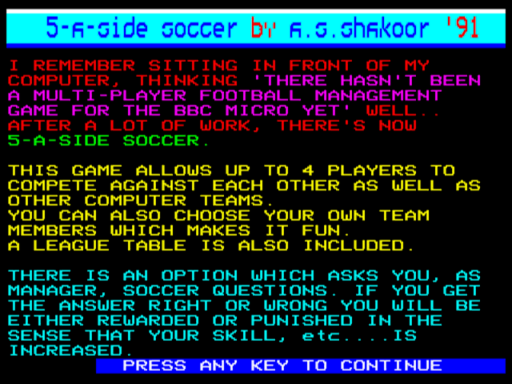 5-A-side soccer by A.S.Shakoor '91
I REMEMBER SITTING IN FRONT OF MY
COMPUTER, THINKING 'THERE HASN'T BEEN
A MULTI-PLAYER FOOTBALL MANAGEMENT
GAME FOR THE BBC MICRO YET' WELL..
AFTER A LOT OF WORK, THERE'S NOW
5-A-SIDE SOCCER.
THIS GAME ALLOWS UP TO 4 PLAYERS TO
COMPETE AGAINST EACH OTHER AS WELL AS
OTHER COMPUTER TEAMS.
YOU CAN ALSO CHOOSE YOUR OWN TEAM
MEMBERS WHICH MAKES IT FUN.
A LEAGUE TABLE IS ALSO INCLUDED.
THERE IS AN OPTION WHICH ASKS YOU, AS
MANAGER, SOCCER QUESTIONS. IF YOU GET
THE ANSWER RIGHT OR WRONG YOU WILL BE
EITHER REWARDED OR PUNISHED IN THE
SENSE THAT YOUR SKILL, etc....IS
INCREASED.
PRESS ANY KEY TO CONTINUE